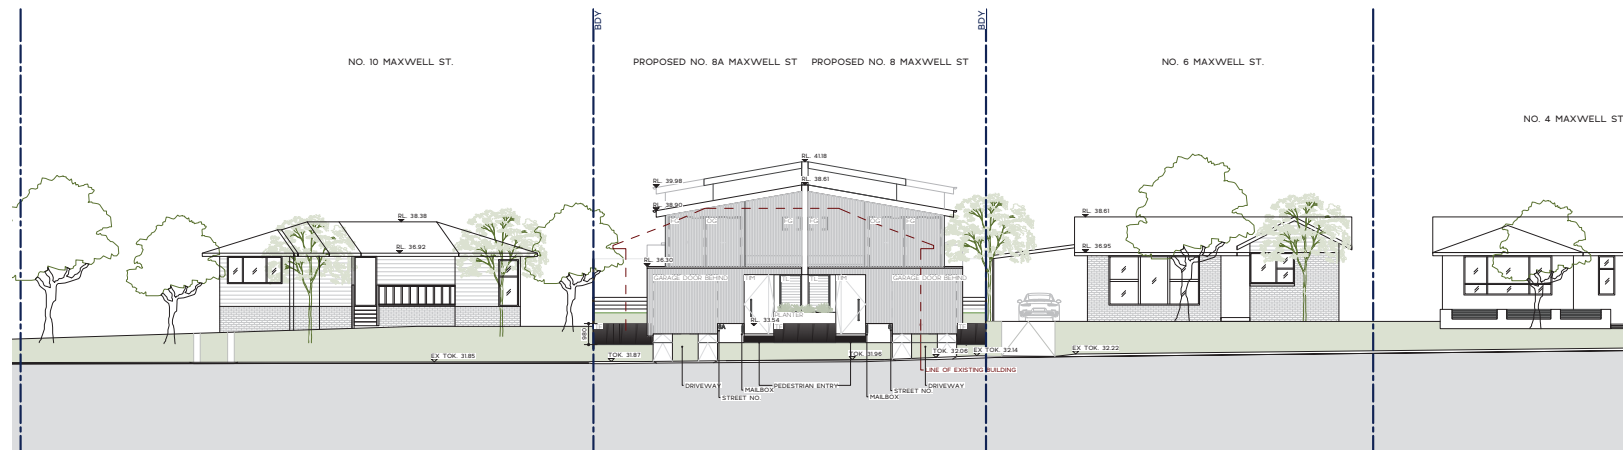 BDY
BDY
NO. 10 MAXWELL ST.
PROPOSED NO. 8A MAXWELL ST
PROPOSED NO. 8 MAXWELL ST
NO. 6 MAXWELL ST.
NO. 4 MAXWELL ST
RL. 41.18
RL. 39.98
RL. 38.61
RL. 38.90
RL. 38.38
RL. 38.61
RL. 36.92
RL. 36.95
RL. 36.30
GARAGE DOOR BEHIND
TIM
TIM
GARAGE DOOR BEHIND
PLANTER
RL. 33.54
980
EX TOK. 31.85
TOK. 31.87
TOK. 31.96
TOK. 32.06
EX TOK. 32.14
EX TOK. 32.22
LINE OF EXISTING BUILDING
DRIVEWAY
MAILBOX
PEDESTRIAN ENTRY
STREET NO.
DRIVEWAY
STREET NO.
MAILBOX